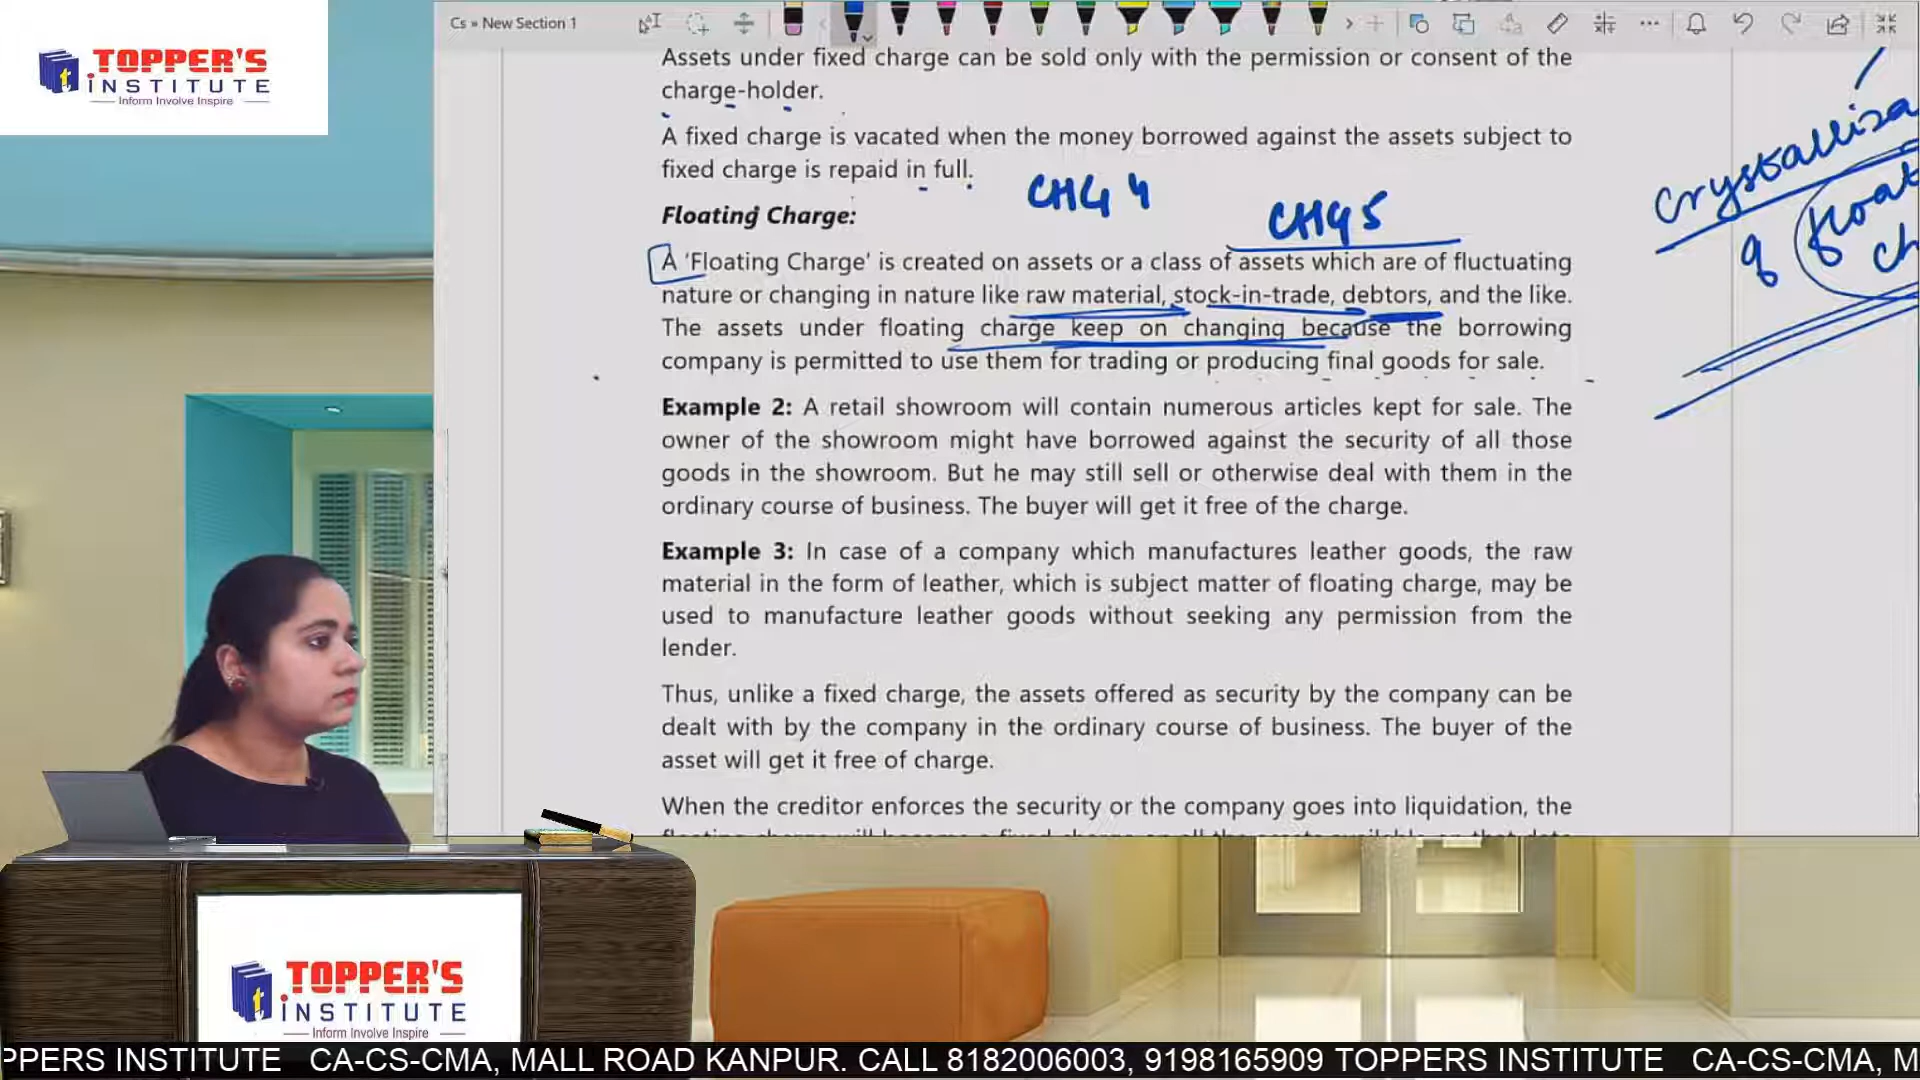 TOPPER'S
iNSTITUTE
Inform Involve Inspire
Cs » New Section 1
Assets under fixed charge can be sold only with the permission or consent of the
charge-holder.
A fixed charge is vacated when the money borrowed against the assets subject to
fixed charge is repaid in full.
CHG 4
CHG 5
Floating Charge:
A 'Floating Charge' is created on assets or a class of assets which are of fluctuating
nature or changing in nature like raw material, stock-in-trade, debtors, and the like.
The assets under floating charge keep on changing because the borrowing
company is permitted to use them for trading or producing final goods for sale.
Example 2: A retail showroom will contain numerous articles kept for sale. The
owner of the showroom might have borrowed against the security of all those
goods in the showroom. But he may still sell or otherwise deal with them in the
ordinary course of business. The buyer will get it free of the charge.
Example 3: In case of a company which manufactures leather goods, the raw
material in the form of leather, which is subject matter of floating charge, may be
used to manufacture leather goods without seeking any permission from the
lender.
Thus, unlike a fixed charge, the assets offered as security by the company can be
dealt with by the company in the ordinary course of business. The buyer of the
asset will get it free of charge.
When the creditor enforces the security or the company goes into liquidation, the
Crystallisa
of float
ch
t
TOPPER'S
iNSTITUTE
Inform Involve Inspire
PPERS INSTITUTE CA-CS-CMA, MALL ROAD KANPUR. CALL 8182006003, 9198165909 TOPPERS INSTITUTE CA-CS-CMA, M